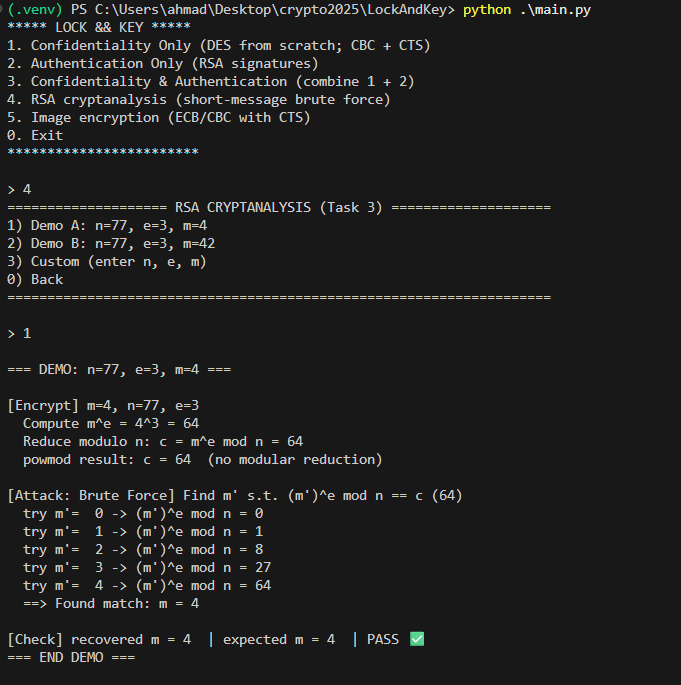 (.venv) PS C:\Users\ahmad\Desktop\crypto2025\LockAndKey> python .\main.py
***** LOCK && KEY *****
1. Confidentiality Only (DES from scratch; CBC + CTS)
2. Authentication Only (RSA signatures)
3. Confidentiality & Authentication (combine 1 + 2)
4. RSA cryptanalysis (short-message brute force)
5. Image encryption (ECB/CBC with CTS)
0. Exit
************************
> 4
==================== RSA CRYPTANALYSIS (Task 3) ====================
1) Demo A: n=77, e=3, m=4
2) Demo B: n=77, e=3, m=42
3) Custom (enter n, e, m)
0) Back
====================================================================
> 1
=== DEMO: n=77, e=3, m=4 ===
[Encrypt] m=4, n=77, e=3
  Compute m^e = 4^3 = 64
  Reduce modulo n: c = m^e mod n = 64
  powmod result: c = 64  (no modular reduction)
[Attack: Brute Force] Find m' s.t. (m')^e mod n == c (64)
  try m'=  0 -> (m')^e mod n = 0
  try m'=  1 -> (m')^e mod n = 1
  try m'=  2 -> (m')^e mod n = 8
  try m'=  3 -> (m')^e mod n = 27
  try m'=  4 -> (m')^e mod n = 64
  ==> Found match: m = 4
[Check] recovered m = 4  | expected m = 4  | PASS ✅
=== END DEMO ===